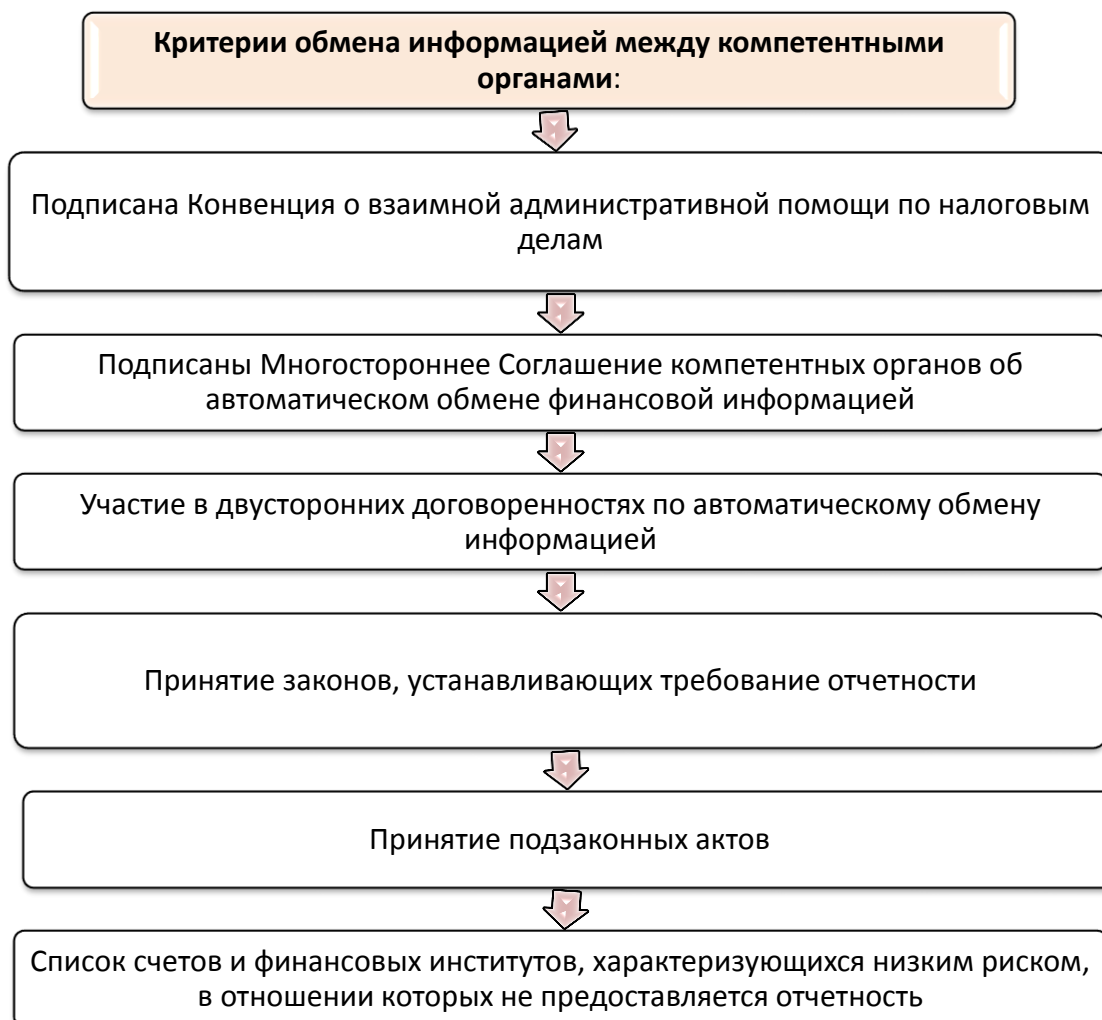 Критерии обмена информацией между компетентными
органами:
Подписана Конвенция о взаимной административной помощи по налоговым
делам
Подписаны Многостороннее Соглашение компетентных органов об
автоматическом обмене финансовой информацией
Участие в двусторонних договоренностях по автоматическому обмену
информацией
Принятие законов, устанавливающих требование отчетности
Принятие подзаконных актов
Список счетов и финансовых институтов, характеризующихся низким риском,
в отношении которых не предоставляется отчетность